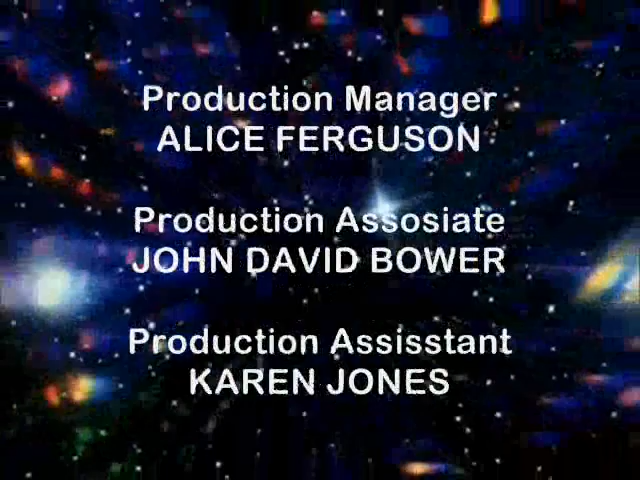 Production Manager
ALICE FERGUSON
Production Assosiate
JOHN DAVID BOWER
Production Assisstant
KAREN JONES